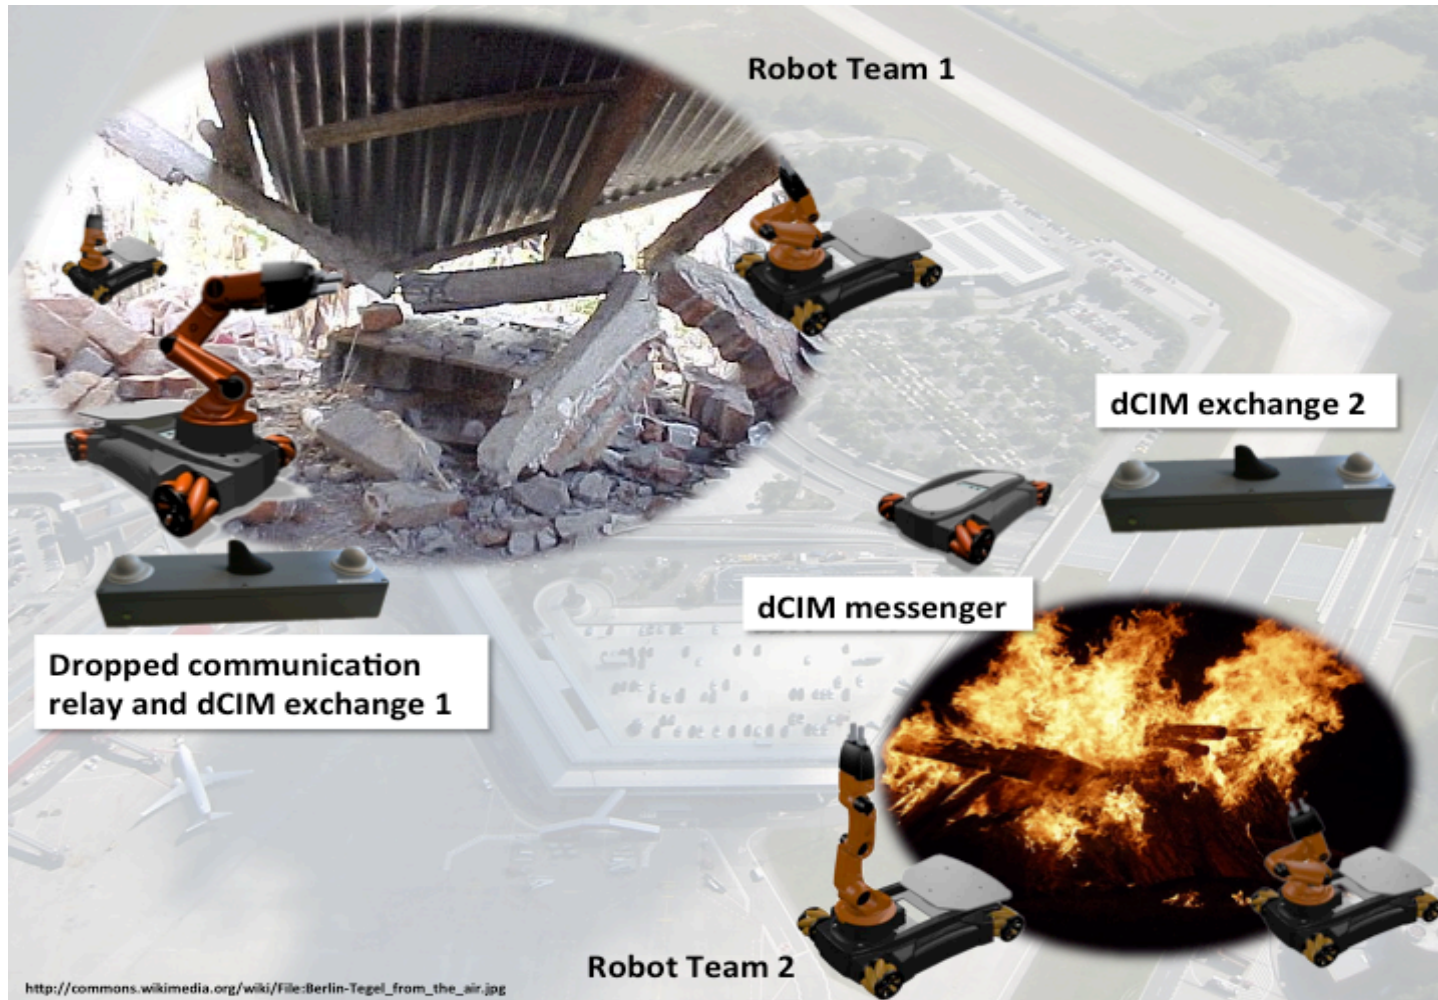 Robot Team 1
dCIM exchange 2
dCIM messenger
Dropped communication
relay and dCIM exchange 1
Robot Team 2
http://commons.wikimedia.org/wiki/File:Berlin-Tegel_from_the_air.jpg